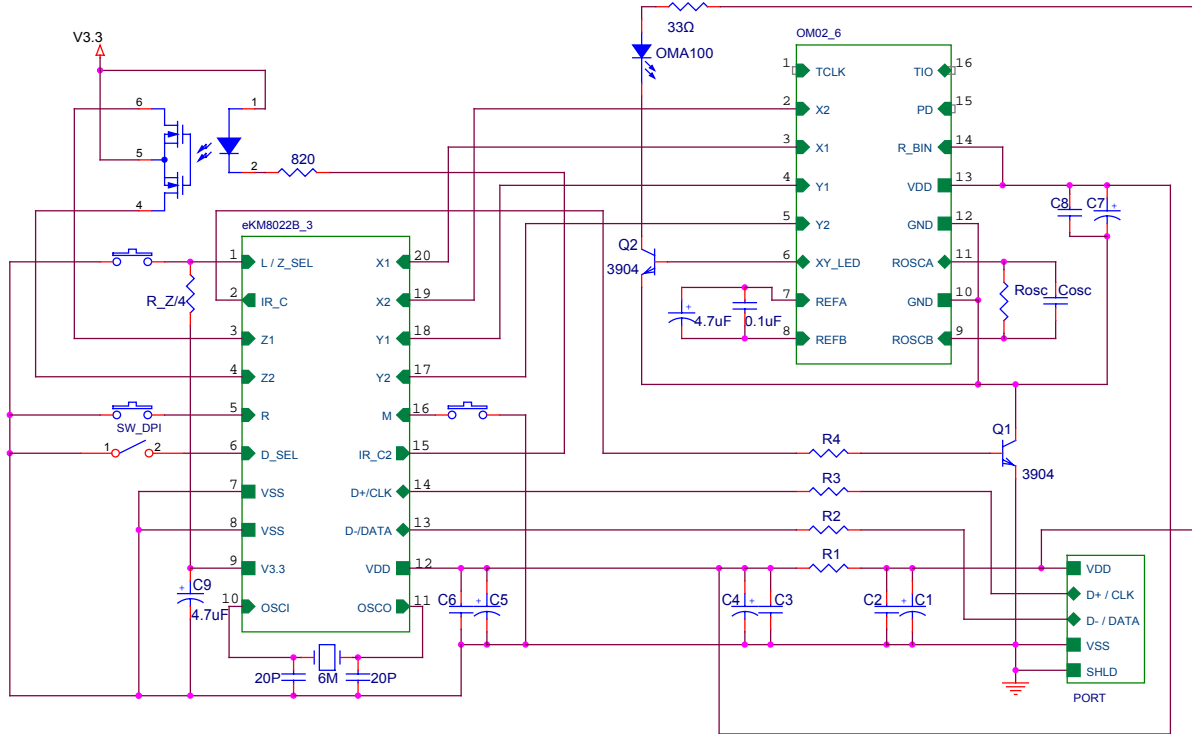 33Ω
OM02_6
V3.3
OMA100
1 TCLK TIO 16
6 1
2 X2 PD 15
5 2 820
3 X1 R_BIN 14
4
4 Y1 VDD 13
C8 + C7
eKM8022B_3
5 Y2 GND 12
Q2
3904
1 L / Z_SEL X1 20
6 XY_LED ROSCA 11
R_Z/4
2 IR_C X2 19
7 REFA GND 10
Rosc Cosc
+ 4.7uF 0.1uF
3 Z1 Y1 18
8 REFB ROSCB 9
4 Z2 Y2 17
5 R M 16
SW_DPI
1 2
6 D_SEL IR_C2 15
R4
Q1
3904
7 VSS D+/CLK 14
R3
8 VSS D-/DATA 13
R2
9 V3.3 VDD 12
R1
VDD
+ C9
4.7uF
10 OSCI OSCO 11
C6 + C5
C4 + C3
C2 + C1
D+ / CLK
D- / DATA
VSS
SHLD
20P 6M 20P
PORT